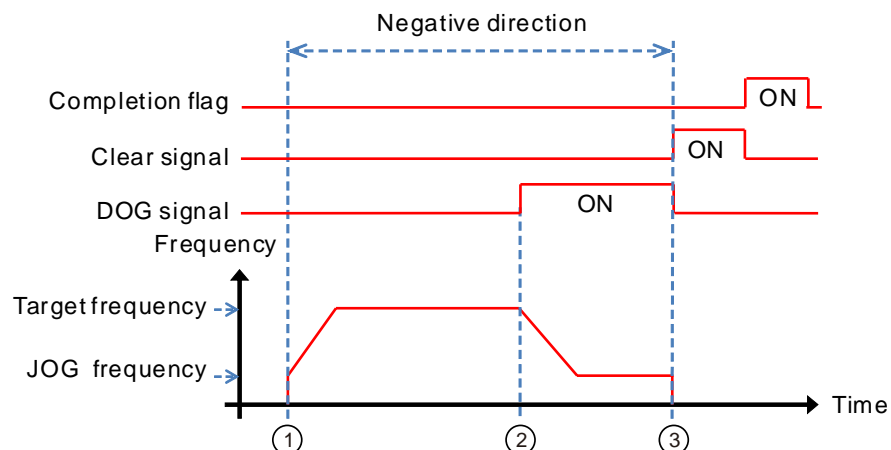 Negative direction
Completion flag
ON
Clear signal
ON
DOG signal
ON
Frequency
Target frequency
JOG frequency
Time
1
2
3